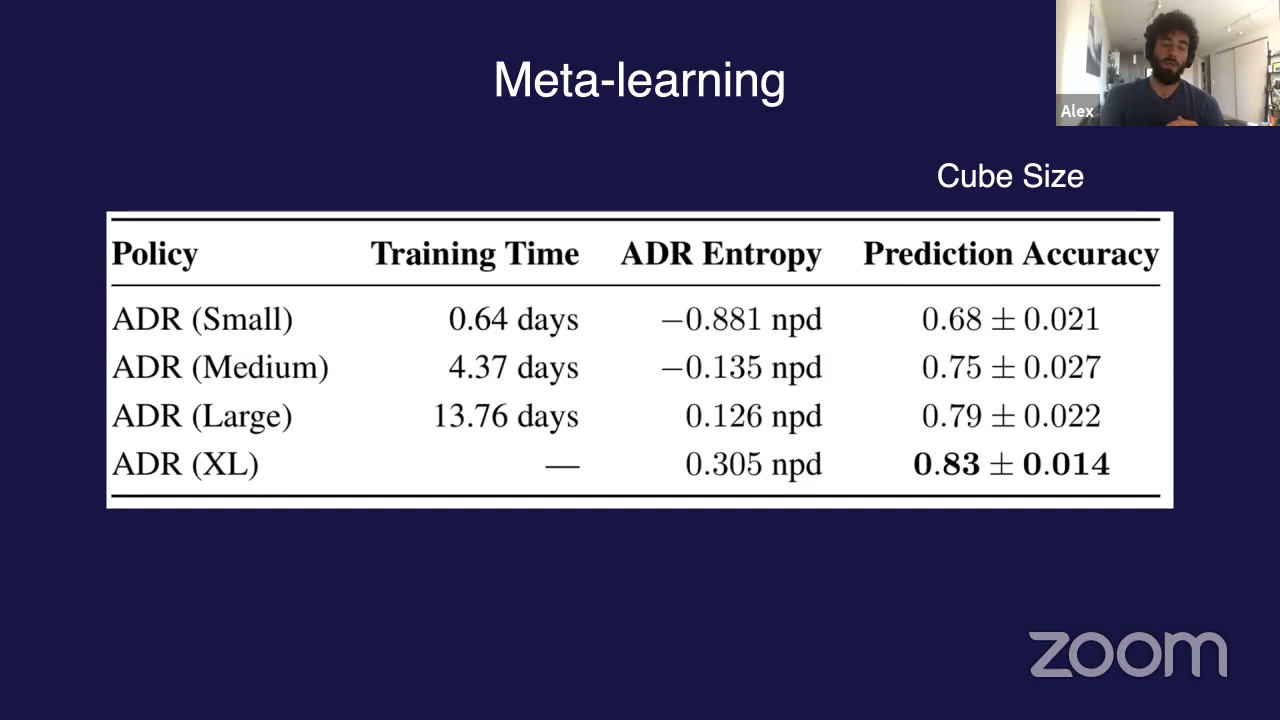 Meta-learning
Alex
Cube Size
Policy Training Time ADR Entropy Prediction Accuracy
ADR (Small) 0.64 days −0.881 npd 0.68 ± 0.021
ADR (Medium) 4.37 days −0.135 npd 0.75 ± 0.027
ADR (Large) 13.76 days 0.126 npd 0.79 ± 0.022
ADR (XL) — 0.305 npd 0.83 ± 0.014
zoom